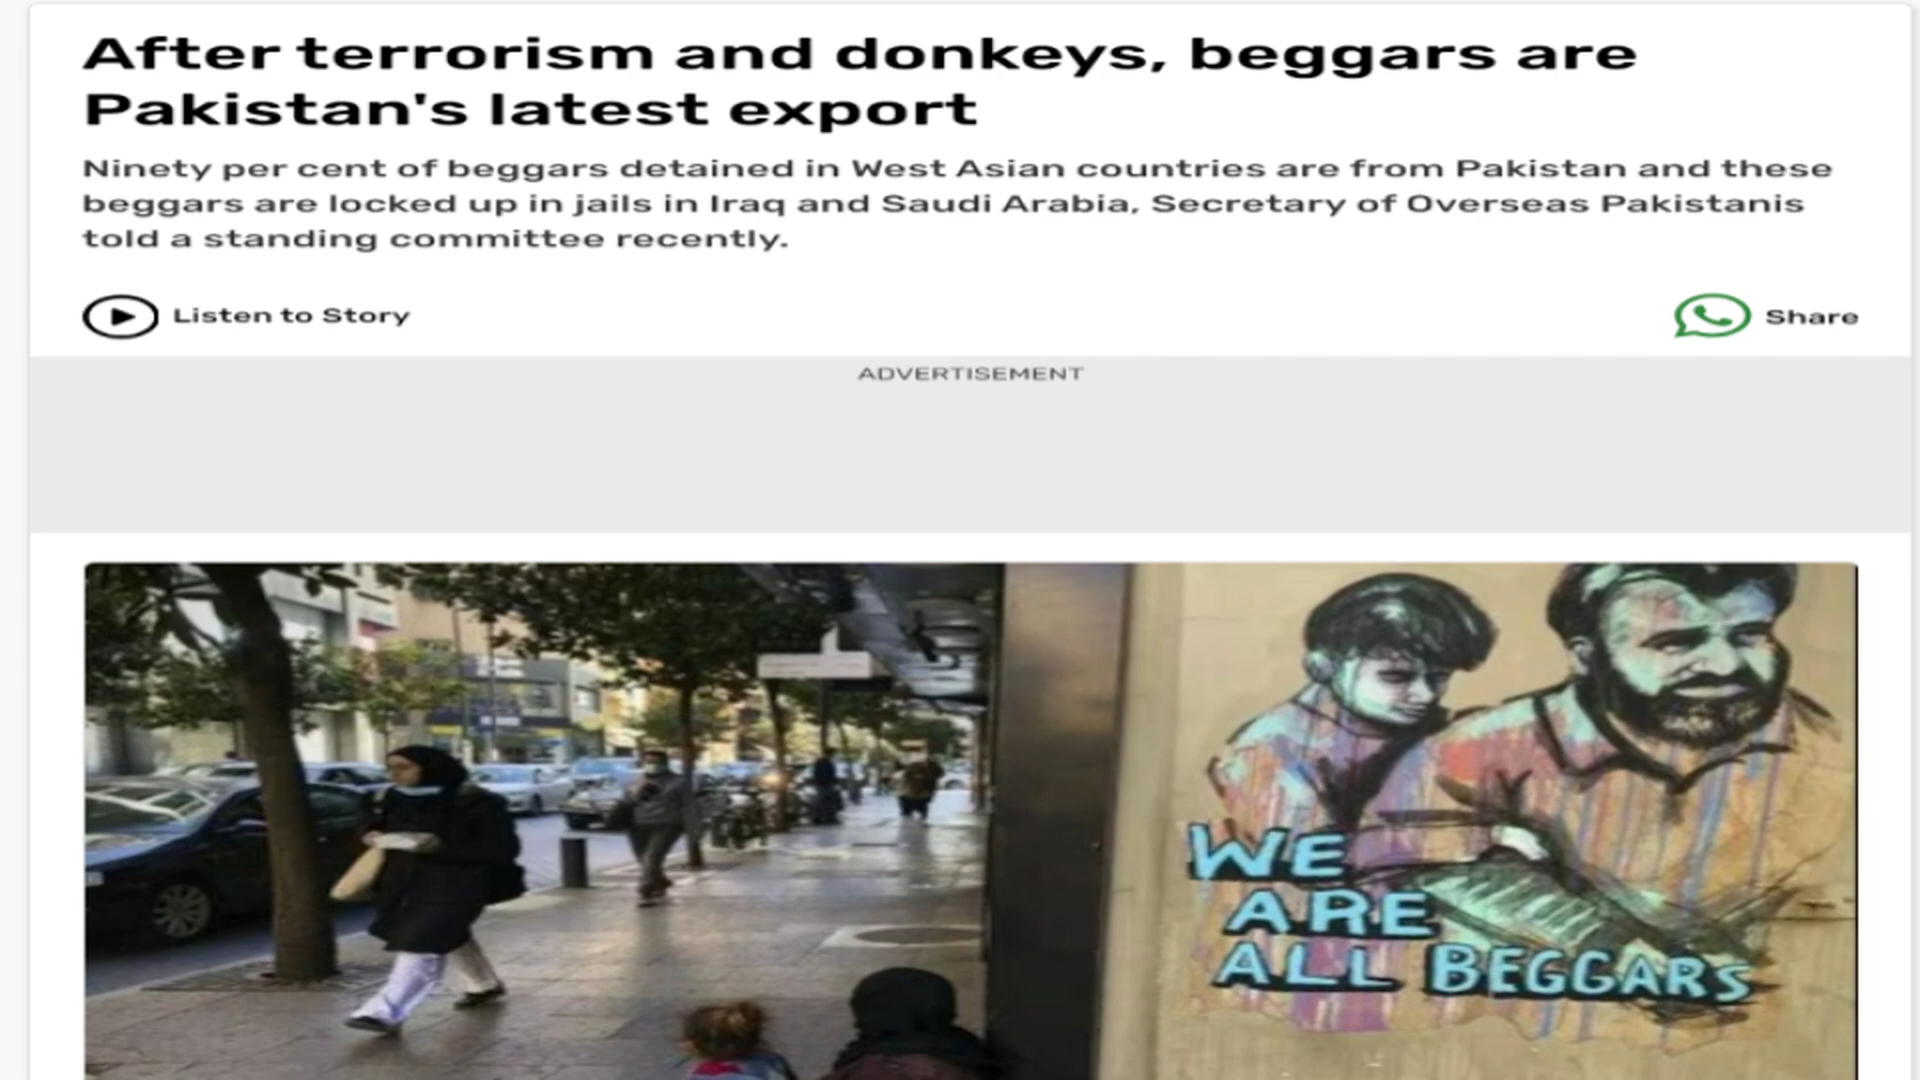 After terrorism and donkeys, beggars are
Pakistan's latest export
Ninety per cent of beggars detained in West Asian countries are from Pakistan and these
beggars are locked up in jails in Iraq and Saudi Arabia, Secretary of Overseas Pakistanis
told a standing committee recently.
Listen to Story
Share
ADVERTISEMENT
WE
ARE
ALL BEGGARS